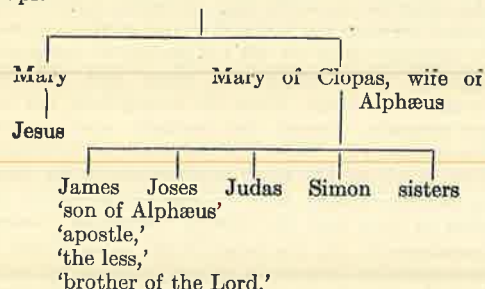 Mary Mary of Clopas, wife of
Alphæus
Jesus
James Joses Judas Simon sisters
'son of Alphæus'
'apostle,'
'the less,'
'brother of the Lord.'